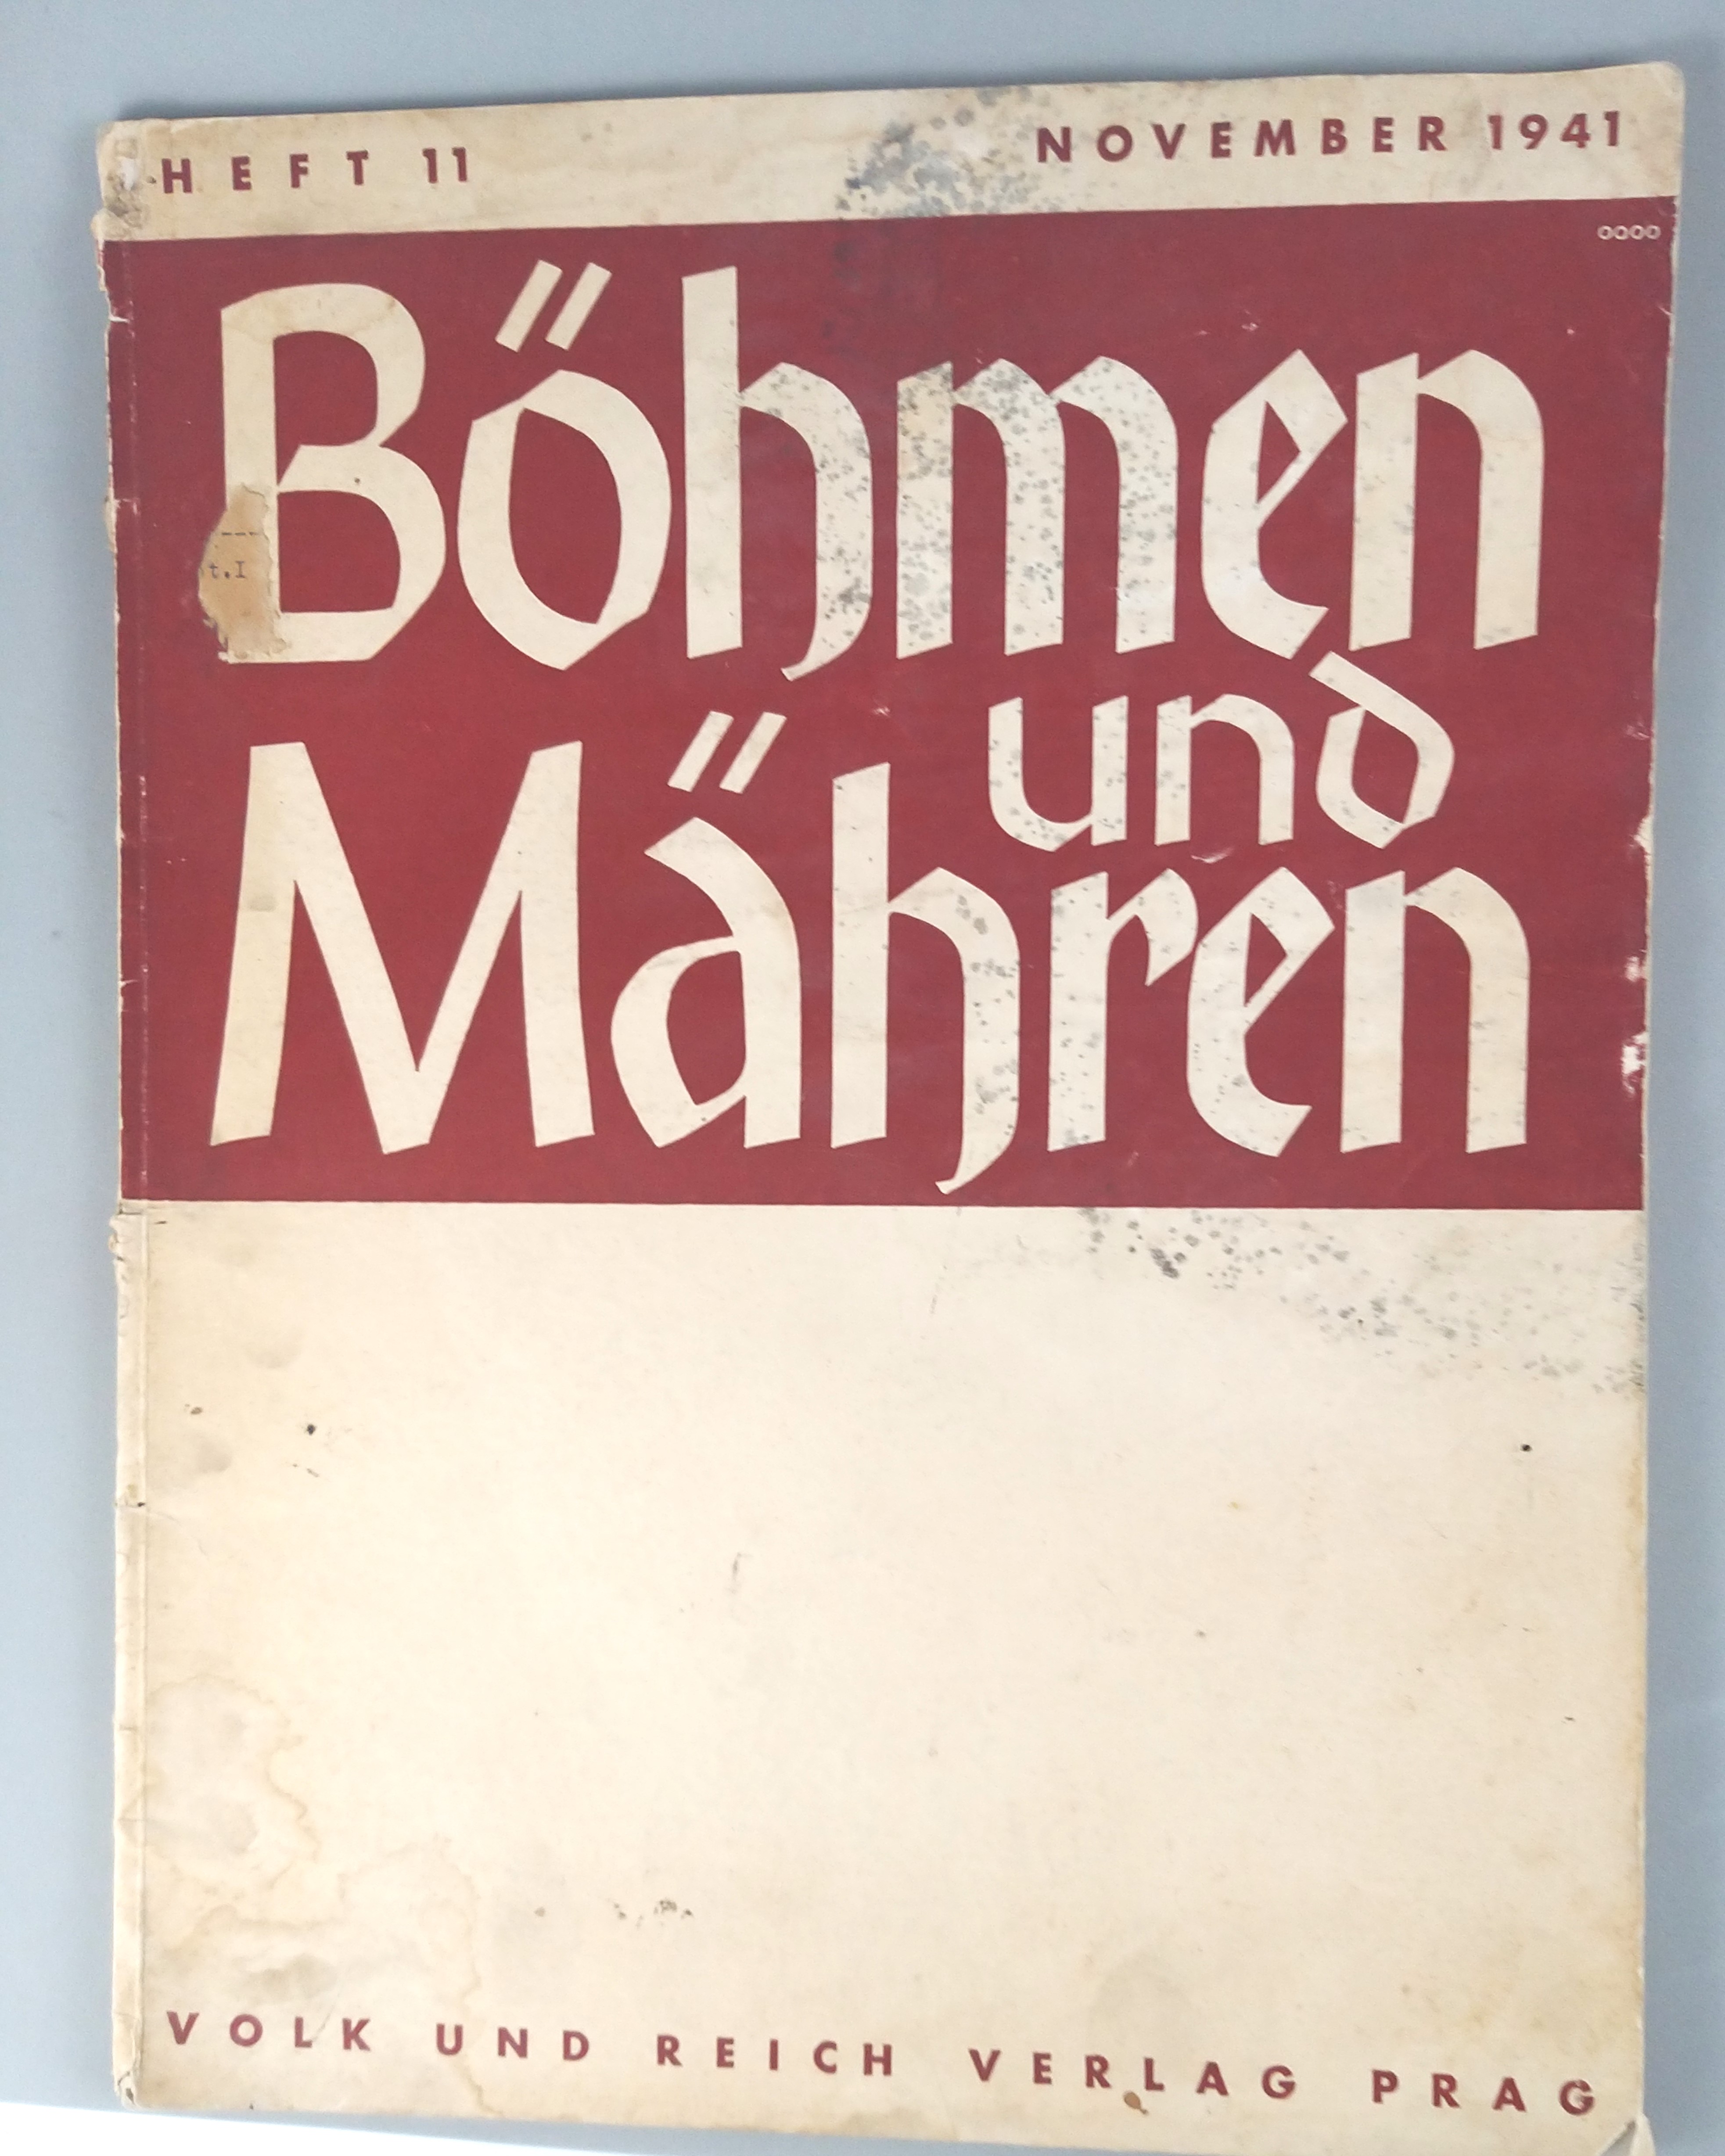 HEFT 11
NOVEMBER 1941
Böhmen
und
Mähren
t.I
VOLK UND REICH VERLAG PRAG